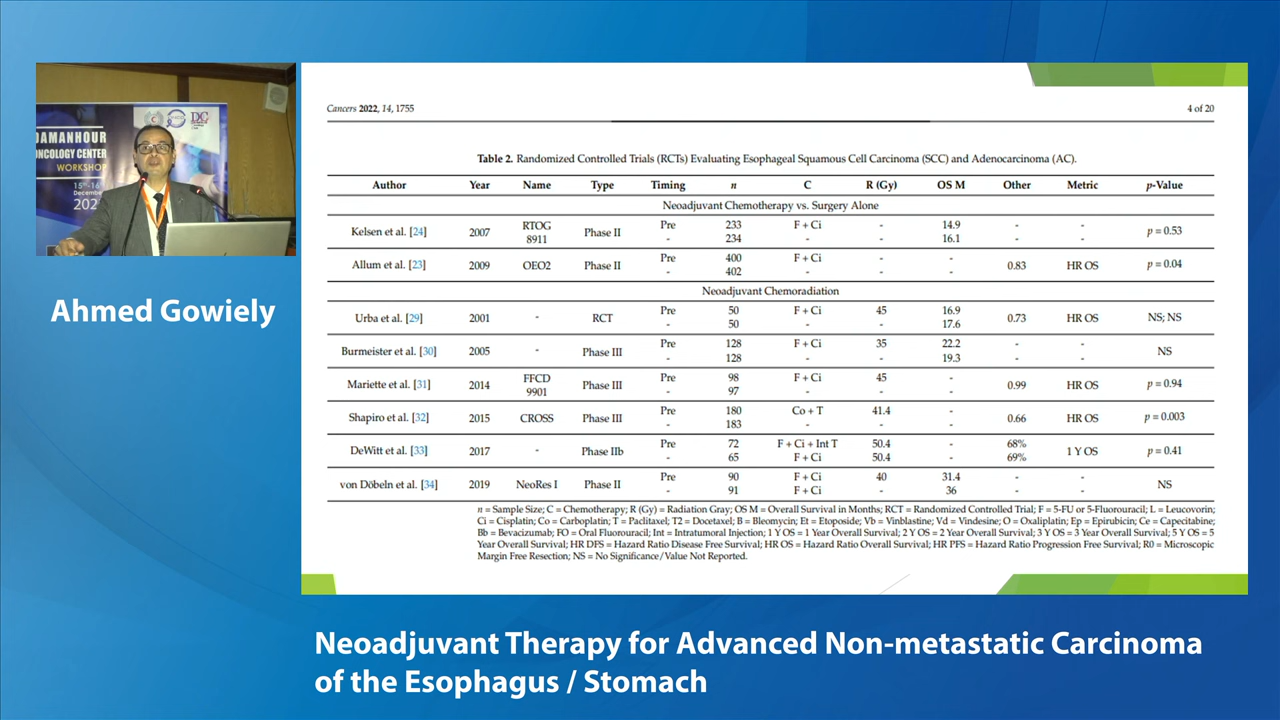 DAMANHOUR
ONCOLOGY CENTER
WORKSHOP
DC
Ahmed Gowiely
Cancers 2022, 14, 1755 4 of 20
Table 2. Randomized Controlled Trials (RCTs) Evaluating Esophageal Squamous Cell Carcinoma (SCC) and Adenocarcinoma (AC).
Author Year Name Type Timing n C R (Gy) OS M Other Metric p-Value
Neoadjuvant Chemotherapy vs. Surgery Alone
Kelsen et al. [24] 2007 RTOG 8911 Phase II Pre 233 F + Ci - 14.9 - - p = 0.53
- 234 - - 16.1 - -
Allum et al. [23] 2009 OEO2 Phase II Pre 400 F + Ci - - 0.83 HR OS p = 0.04
- 402 - - -
Neoadjuvant Chemoradiation
Urba et al. [29] 2001 - RCT Pre 50 F + Ci 45 16.9 0.73 HR OS NS; NS
- 50 - - 17.6
Burmeister et al. [30] 2005 - Phase III Pre 128 F + Ci 35 22.2 - - NS
- 128 - - 19.3 - -
Mariette et al. [31] 2014 FFCD 9901 Phase III Pre 98 F + Ci 45 - 0.99 HR OS p = 0.94
- 97 - - -
Shapiro et al. [32] 2015 CROSS Phase III Pre 180 Co + T 41.4 - 0.66 HR OS p = 0.003
- 183 - - -
DeWitt et al. [33] 2017 - Phase IIb Pre 72 F + Ci + Int T 50.4 - 68% 1 Y OS p = 0.41
- 65 F + Ci 50.4 - 69%
von Döbeln et al. [34] 2019 NeoRes I Phase II Pre 90 F + Ci 40 31.4 - - NS
- 91 F + Ci - 36 - -
n = Sample Size; C = Chemotherapy; R (Gy) = Radiation Gray; OS M = Overall Survival in Months; RCT = Randomized Controlled Trial; F = 5-FU or 5-Fluorouracil; L = Leucovorin;
Ci = Cisplatin; Co = Carboplatin; T = Paclitaxel; T2 = Docetaxel; B = Bleomycin; Et = Etoposide; Vb = Vinblastine; Vd = Vindesine; O = Oxaliplatin; Ep = Epirubicin; Ce = Capecitabine;
Bb = Bevacizumab; FO = Oral Fluorouracil; Int = Intratumoral Injection; 1 Y OS = 1 Year Overall Survival; 2 Y OS = 2 Year Overall Survival; 3 Y OS = 3 Year Overall Survival; 5 Y OS = 5
Year Overall Survival; HR DFS = Hazard Ratio Disease Free Survival; HR OS = Hazard Ratio Overall Survival; HR PFS = Hazard Ratio Progression Free Survival; R0 = Microscopic
Margin Free Resection; NS = No Significance/Value Not Reported.
Neoadjuvant Therapy for Advanced Non-metastatic Carcinoma
of the Esophagus / Stomach